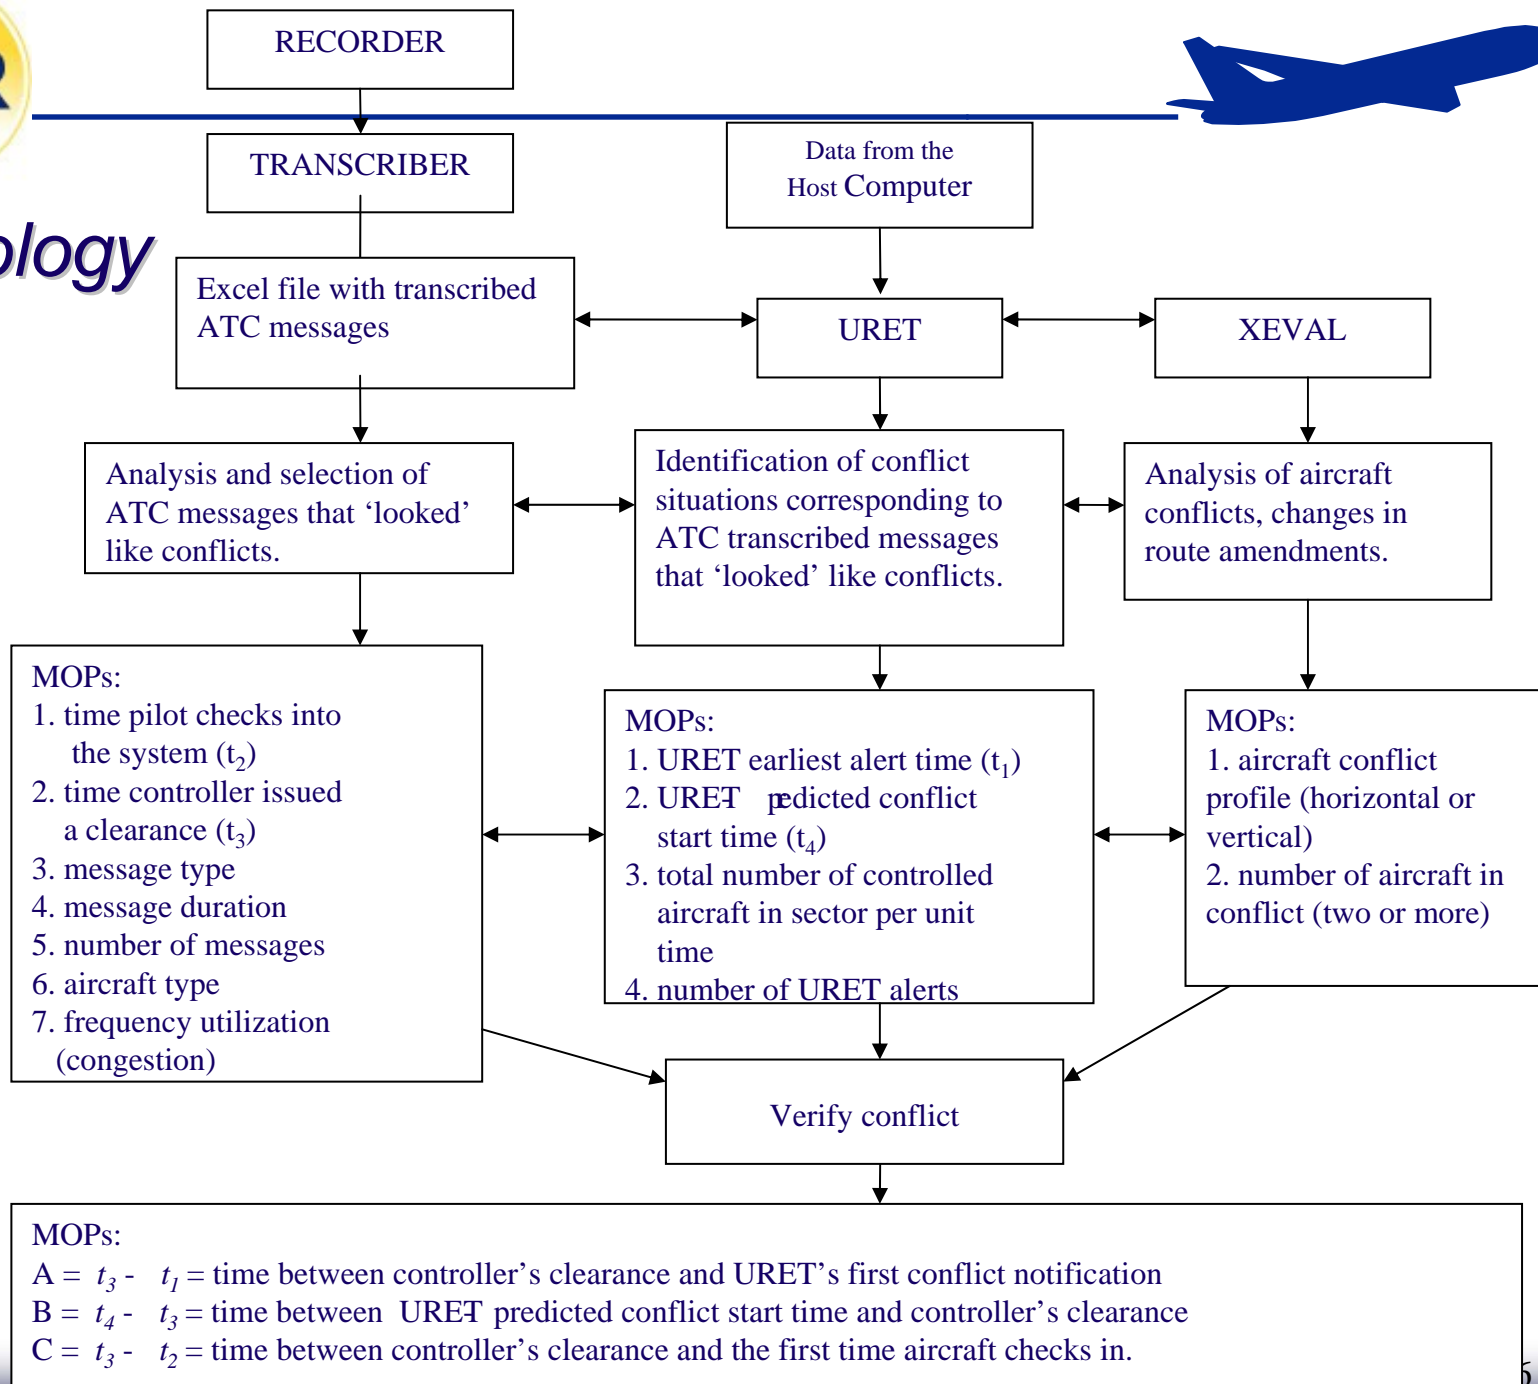 RECORDER
TRANSCRIBER
Data from the
Host Computer
ology
Excel file with transcribed
ATC messages
URET
XEVAL
Analysis and selection of
ATC messages that ‘looked’
like conflicts.
Identification of conflict
situations corresponding to
ATC transcribed messages
that ‘looked’ like conflicts.
Analysis of aircraft
conflicts, changes in
route amendments.
MOPs:
1. time pilot checks into
the system (t2)
2. time controller issued
a clearance (t3)
3. message type
4. message duration
5. number of messages
6. aircraft type
7. frequency utilization
(congestion)
MOPs:
1. URET earliest alert time (t1)
2. URET predicted conflict
start time (t4)
3. total number of controlled
aircraft in sector per unit
time
4. number of URET alerts
MOPs:
1. aircraft conflict
profile (horizontal or
vertical)
2. number of aircraft in
conflict (two or more)
Verify conflict
MOPs:
A = t3 - t1 = time between controller’s clearance and URET’s first conflict notification
B = t4 - t3 = time between URET predicted conflict start time and controller’s clearance
C = t3 - t2 = time between controller’s clearance and the first time aircraft checks in.